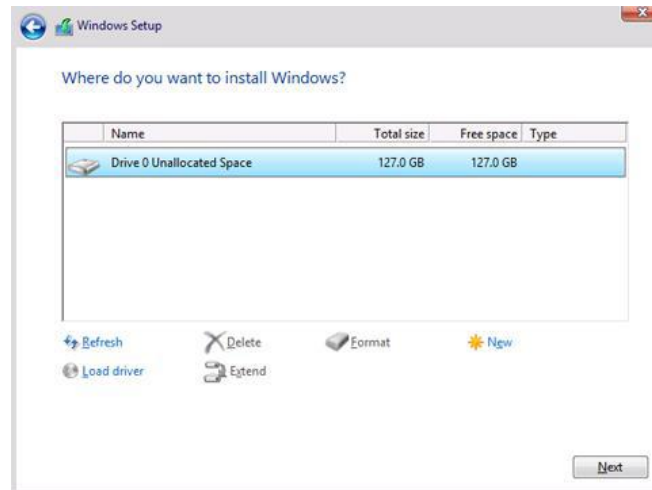 Windows Setup
Where do you want to install Windows?
Name Total size Free space Type
Drive 0 Unallocated Space 127.0 GB 127.0 GB
Refresh Delete Format New
Load driver Extend
Next